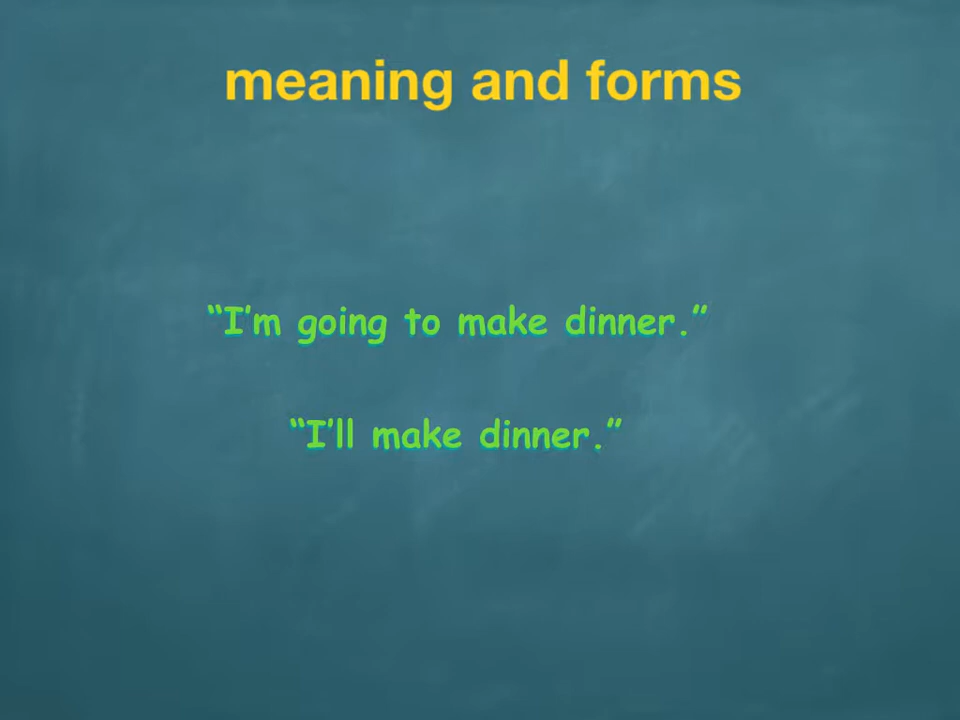 meaning and forms
“I’m going to make dinner.”
“I’ll make dinner.”